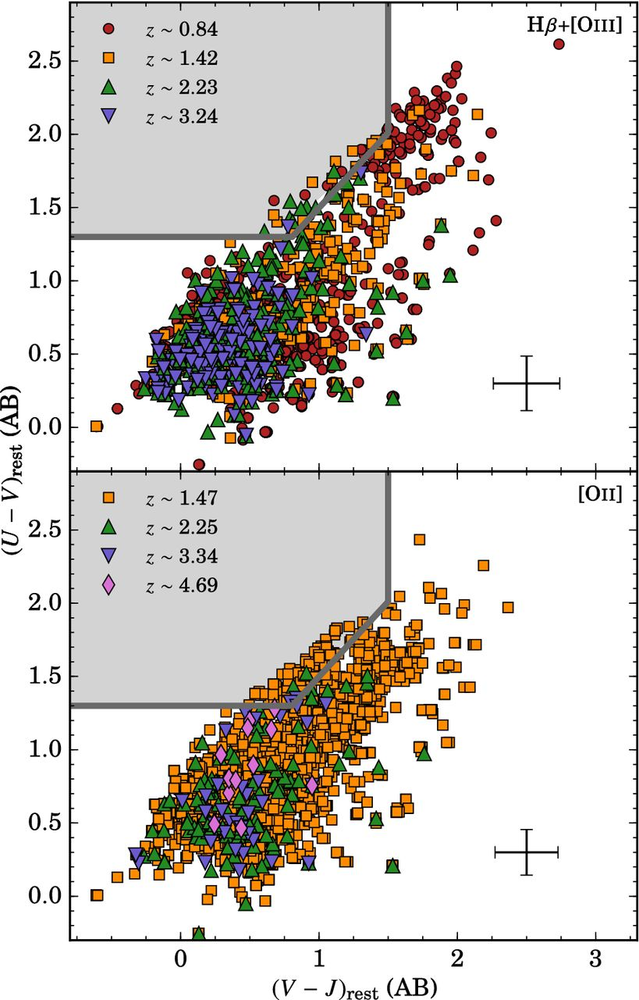 Hβ+[OIII]
z ~ 0.84
z ~ 1.42
z ~ 2.23
z ~ 3.24
2.5
2.0
1.5
1.0
0.5
0.0
(U − V)rest (AB)
[OII]
z ~ 1.47
z ~ 2.25
z ~ 3.34
z ~ 4.69
2.5
2.0
1.5
1.0
0.5
0.0
0 1 2 3
(V − J)rest (AB)